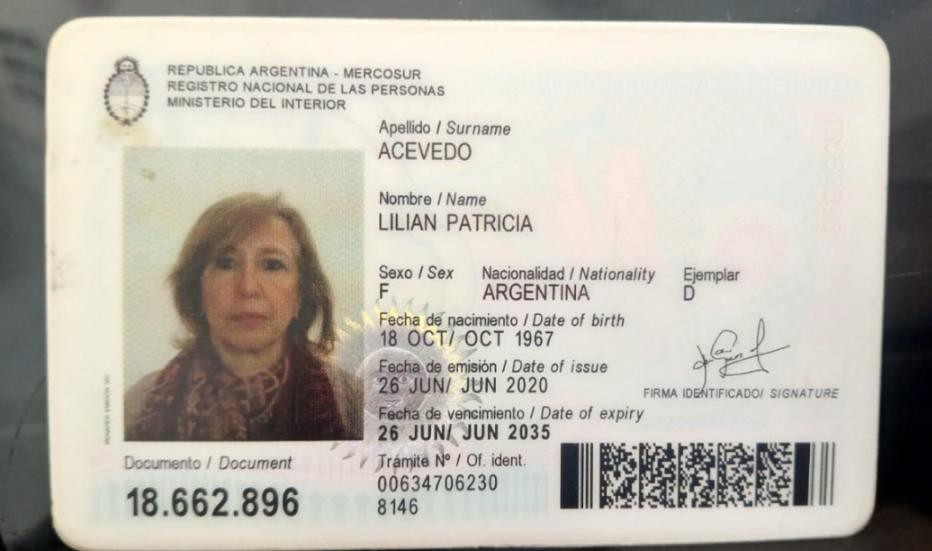 REPUBLICA ARGENTINA - MERCOSUR
REGISTRO NACIONAL DE LAS PERSONAS
MINISTERIO DEL INTERIOR
Apellido / Surname
ACEVEDO
Nombre / Name
LILIAN PATRICIA
Sexo / Sex Nacionalidad / Nationality Ejemplar
F ARGENTINA D
Fecha de nacimiento / Date of birth
18 OCT/ OCT 1967
Fecha de emisión / Date of issue
26 JUN/ JUN 2020
FIRMA IDENTIFICADO/ SIGNATURE
Fecha de vencimiento / Date of expiry
26 JUN/ JUN 2035
Documento / Document
18.662.896
Trámite Nº / Of. ident.
00634706230
8146